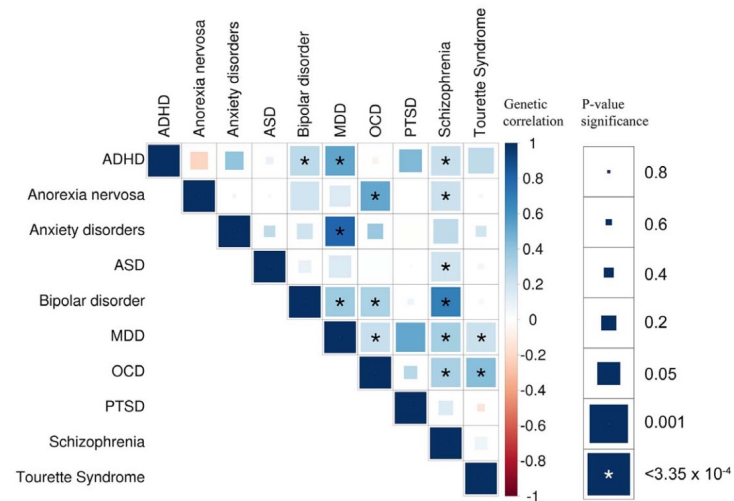 ADHD
Anorexia nervosa
Anxiety disorders
ASD
Bipolar disorder
MDD
OCD
PTSD
Schizophrenia
Tourette Syndrome
Genetic
correlation
P-value
significance
ADHD
Anorexia nervosa
Anxiety disorders
ASD
Bipolar disorder
MDD
OCD
PTSD
Schizophrenia
Tourette Syndrome
* * *
* *
*
*
* * *
* * *
* *
1
0.8
0.6
0.4
0.2
0
-0.2
-0.4
-0.6
-0.8
-1
0.8
0.6
0.4
0.2
0.05
0.001
* <3.35 x 10⁻⁴